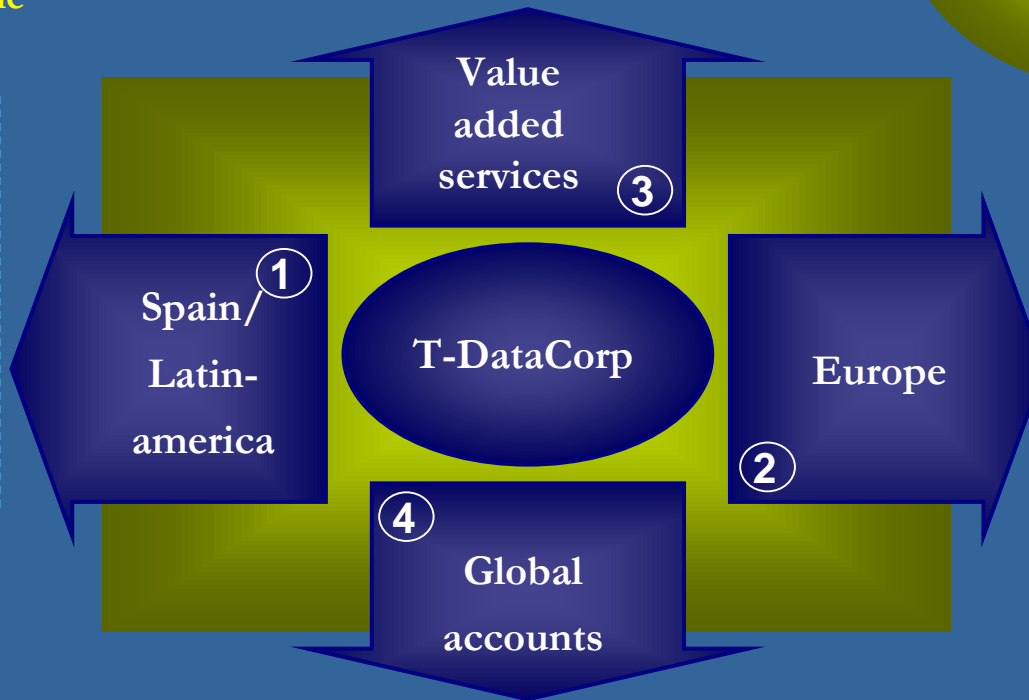 Value
added
services
3
1
Spain/
Latin-
america
T-DataCorp
Europe
2
4
Global
accounts